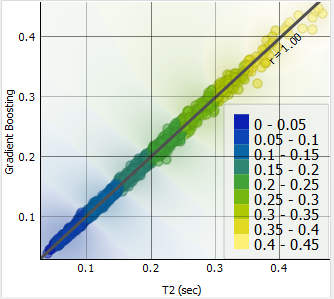 0.4
0.3
0.2
0.1
Gradient Boosting
r = 1.00
0 - 0.05
0.05 - 0.1
0.1 - 0.15
0.15 - 0.2
0.2 - 0.25
0.25 - 0.3
0.3 - 0.35
0.35 - 0.4
0.4 - 0.45
0.1 0.2 0.3 0.4
T2 (sec)